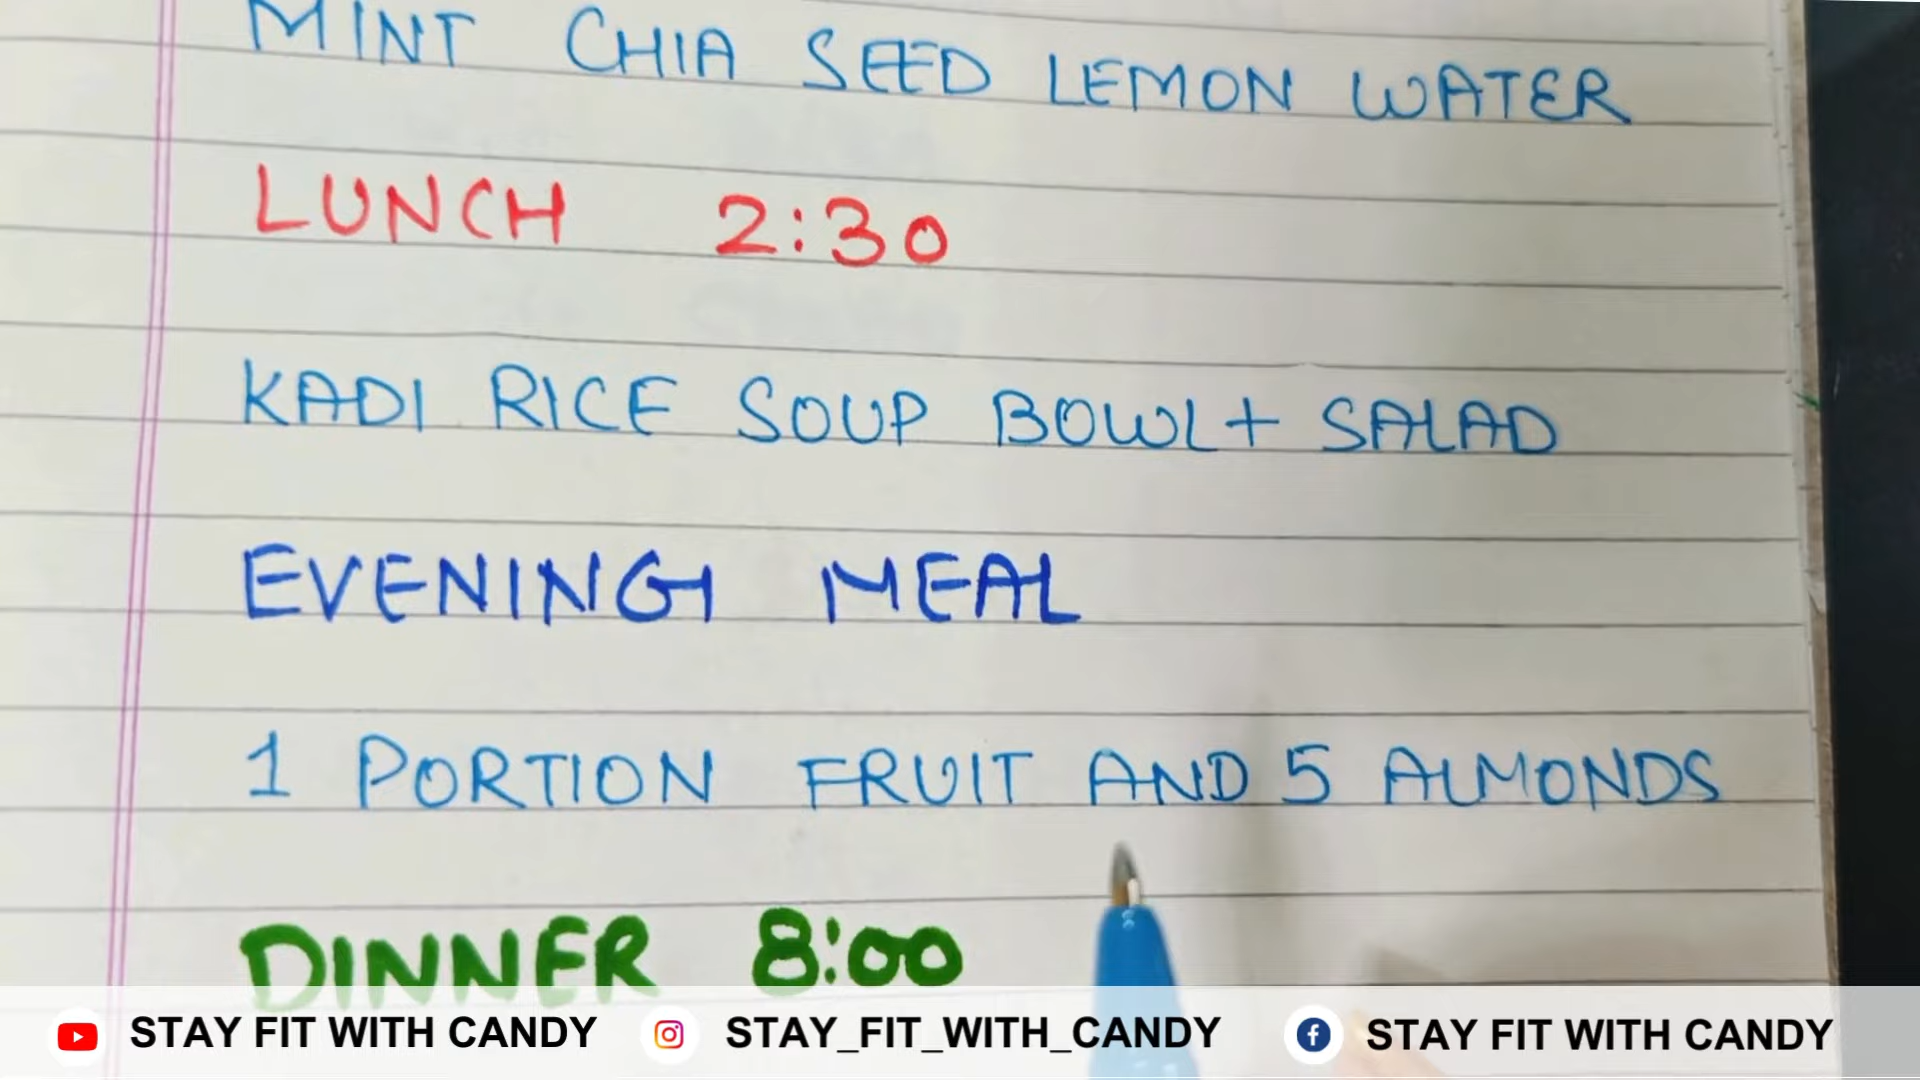 MINT CHIA SEED LEMON WATER
LUNCH 2:30
KADI RICE SOUP BOWL + SALAD
EVENING MEAL
1 PORTION FRUIT AND 5 ALMONDS
DINNER 8:00
STAY FIT WITH CANDY STAY_FIT_WITH_CANDY STAY FIT WITH CANDY